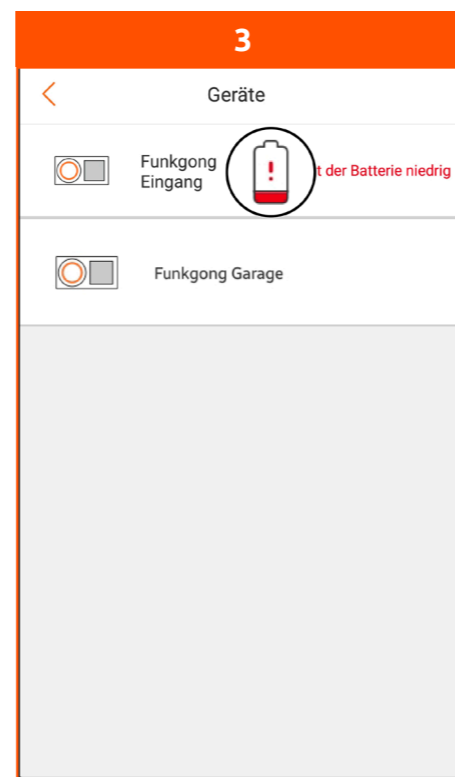 3
Geräte
Funkgong
Eingang
! der Batterie niedrig
Funkgong Garage